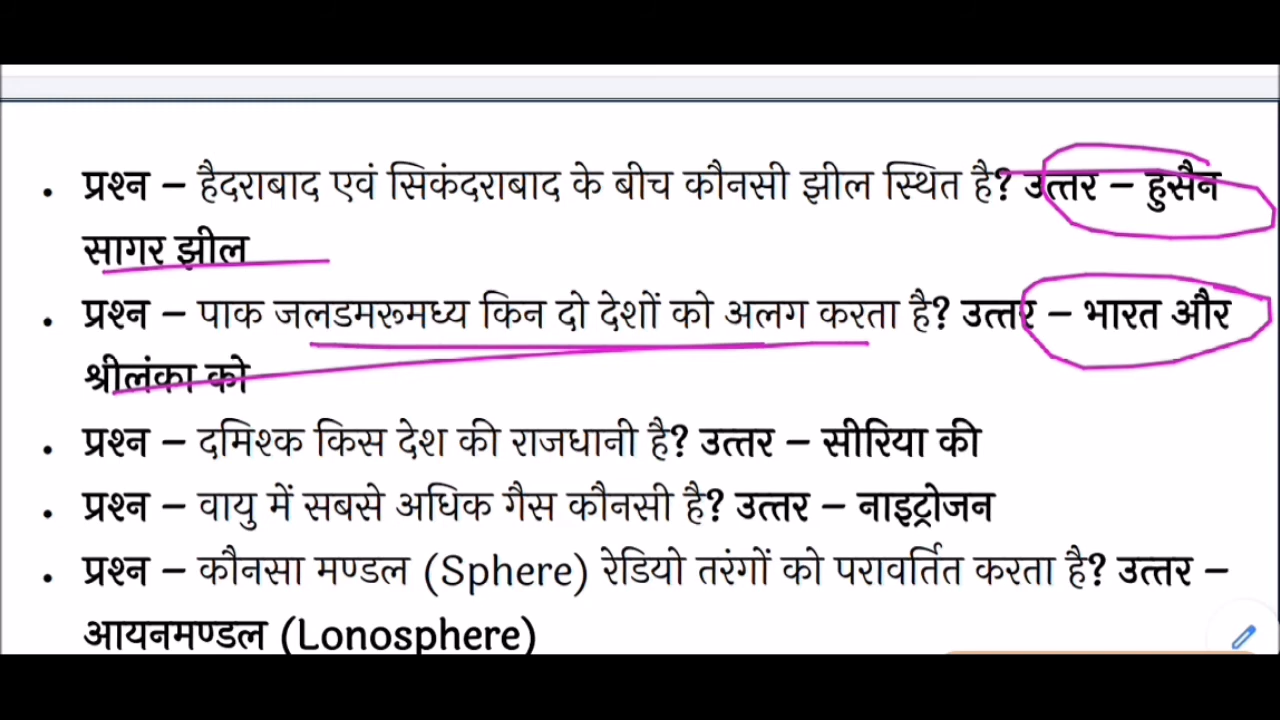 • प्रश्न – हैदराबाद एवं सिकंदराबाद के बीच कौनसी झील स्थित है? उत्तर – हुसैन
सागर झील
• प्रश्न – पाक जलडमरूमध्य किन दो देशों को अलग करता है? उत्तर – भारत और
श्रीलंका को
• प्रश्न – दमिश्क किस देश की राजधानी है? उत्तर – सीरिया की
• प्रश्न – वायु में सबसे अधिक गैस कौनसी है? उत्तर – नाइट्रोजन
• प्रश्न – कौनसा मण्डल (Sphere) रेडियो तरंगों को परावर्तित करता है? उत्तर –
आयनमण्डल (Lonosphere)